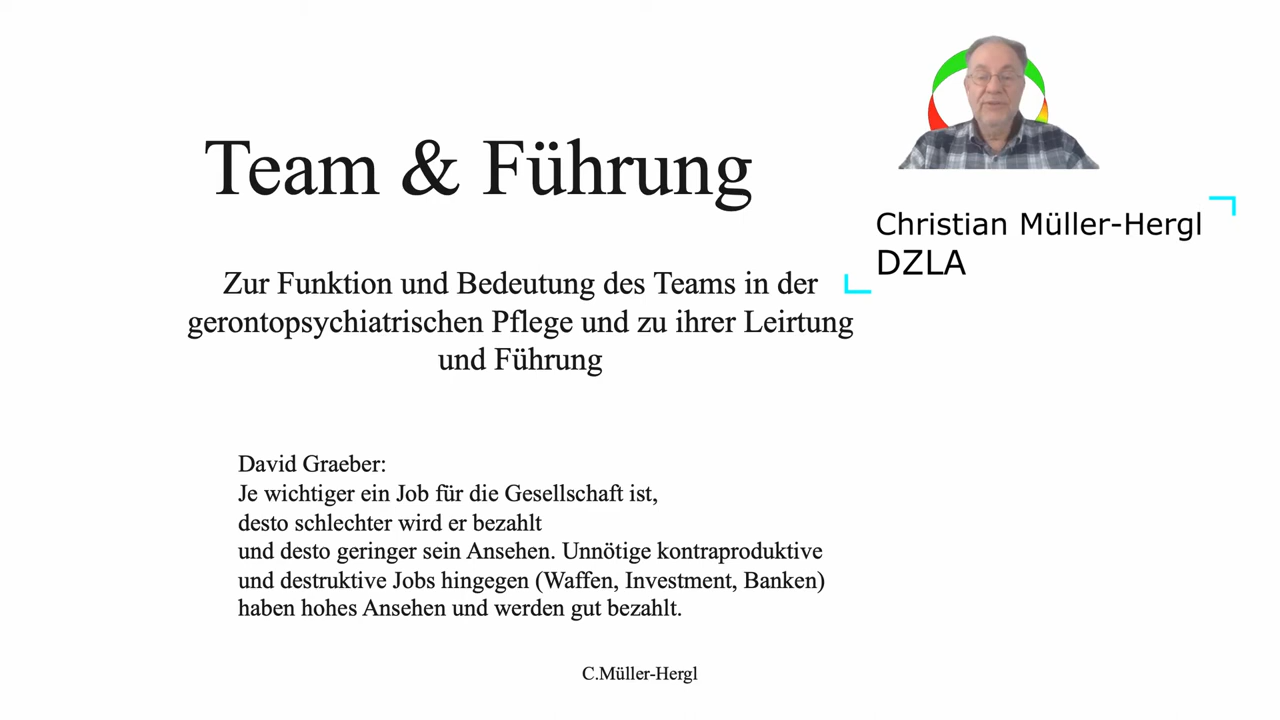 Team & Führung
Christian Müller-Hergl
DZLA
Zur Funktion und Bedeutung des Teams in der
gerontopsychiatrischen Pflege und zu ihrer Leirtung
und Führung
David Graeber:
Je wichtiger ein Job für die Gesellschaft ist,
desto schlechter wird er bezahlt
und desto geringer sein Ansehen. Unnötige kontraproduktive
und destruktive Jobs hingegen (Waffen, Investment, Banken)
haben hohes Ansehen und werden gut bezahlt.
C.Müller-Hergl